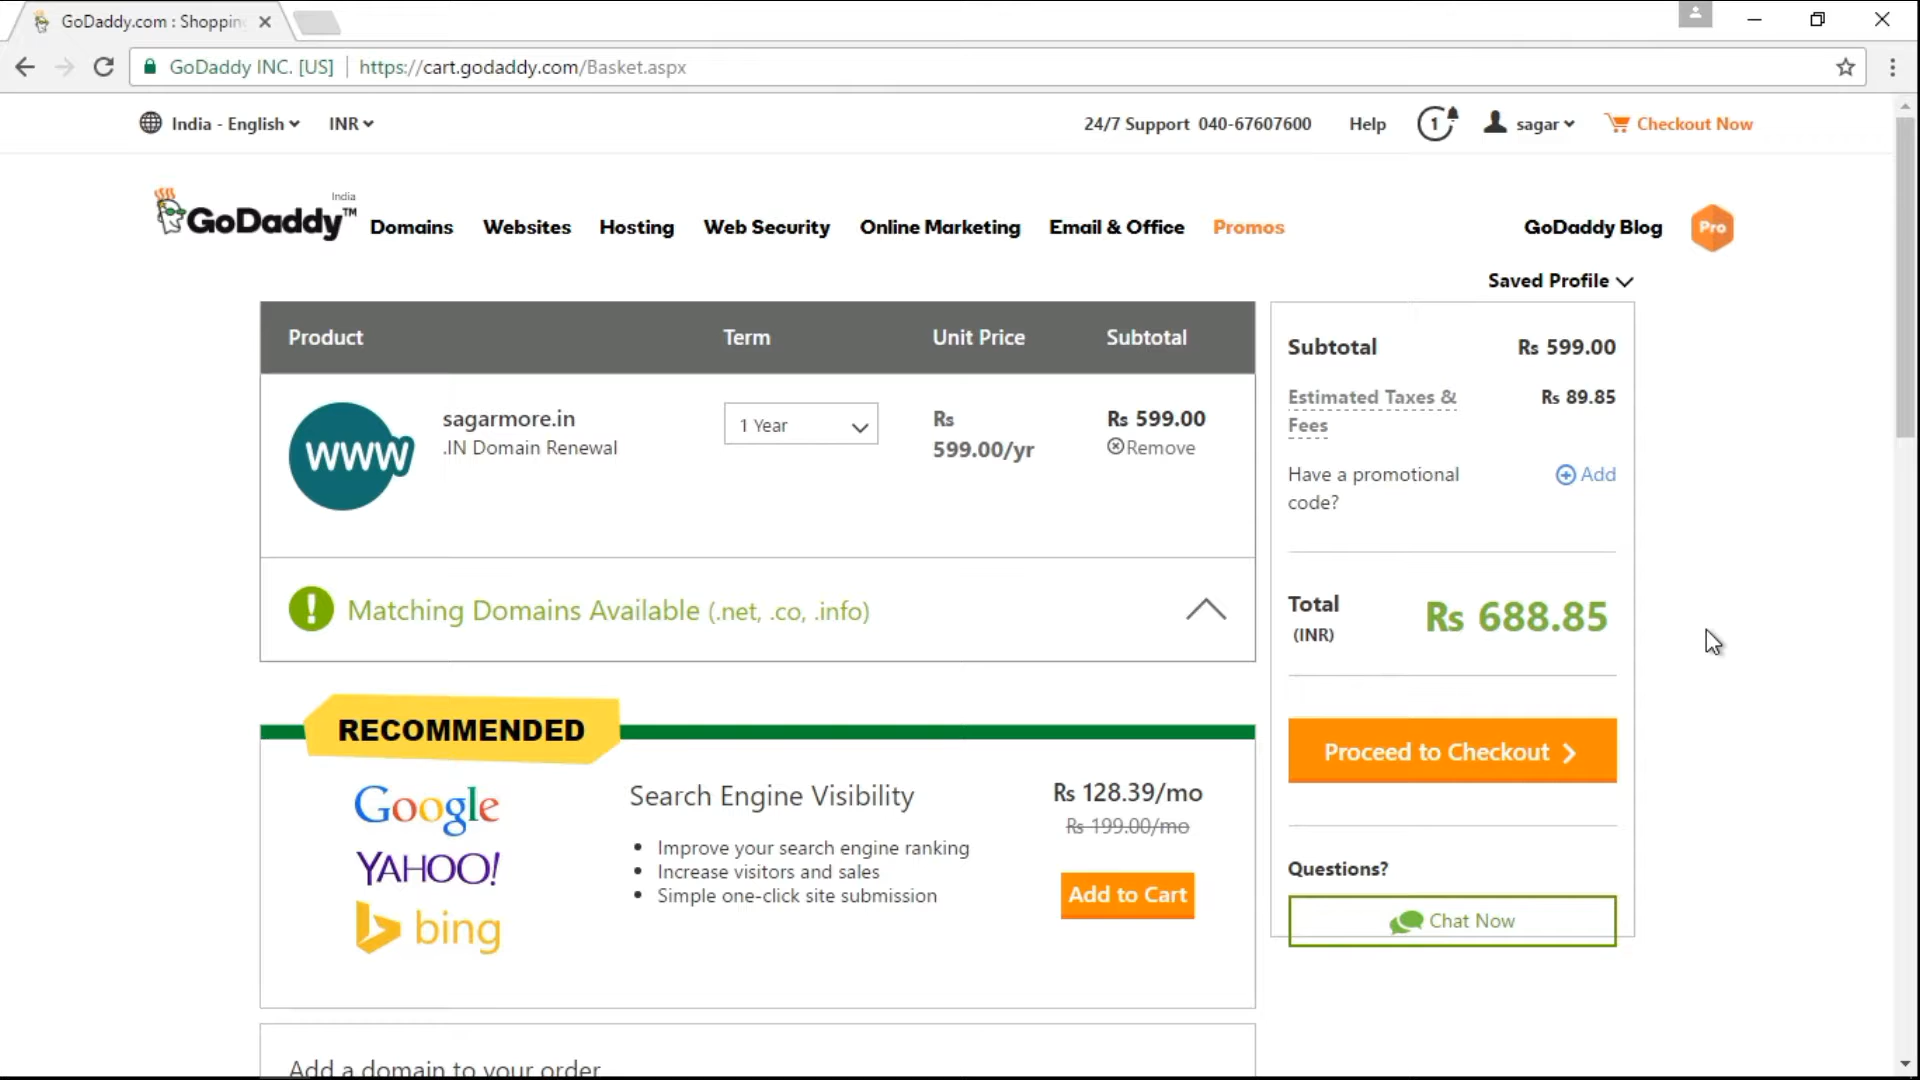 GoDaddy.com : Shopping
GoDaddy INC. [US] https://cart.godaddy.com/Basket.aspx
India - English INR 24/7 Support 040-67607600 Help 1 sagar Checkout Now
India
GoDaddy™ Domains Websites Hosting Web Security Online Marketing Email & Office Promos GoDaddy Blog Pro
Saved Profile
Product Term Unit Price Subtotal
www
sagarmore.in
.IN Domain Renewal
1 Year
Rs
599.00/yr
Rs 599.00
Remove
Matching Domains Available (.net, .co, .info)
RECOMMENDED
Google
YAHOO!
bing
Search Engine Visibility
Improve your search engine ranking
Increase visitors and sales
Simple one-click site submission
Rs 128.39/mo
Rs 199.00/mo
Add to Cart
Add a domain to your order
Subtotal Rs 599.00
Estimated Taxes & Rs 89.85
Fees
Have a promotional Add
code?
Total Rs 688.85
(INR)
Proceed to Checkout
Questions?
Chat Now